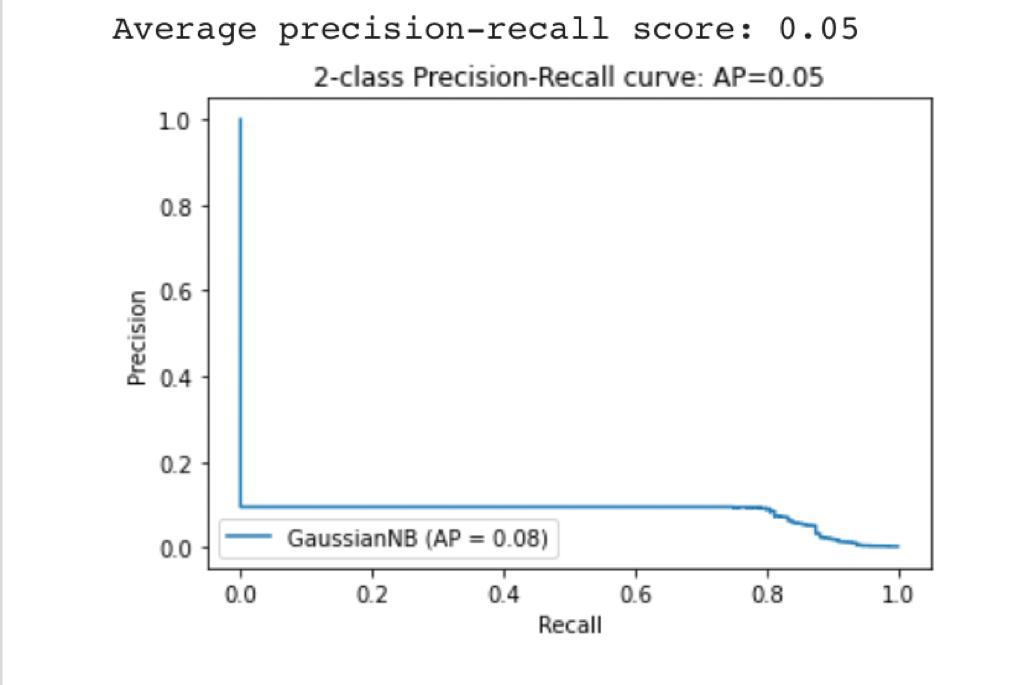 Average precision-recall score: 0.05
2-class Precision-Recall curve: AP=0.05
1.0
0.8
0.6
0.4
0.2
0.0
Precision
GaussianNB (AP = 0.08)
0.0 0.2 0.4 0.6 0.8 1.0
Recall